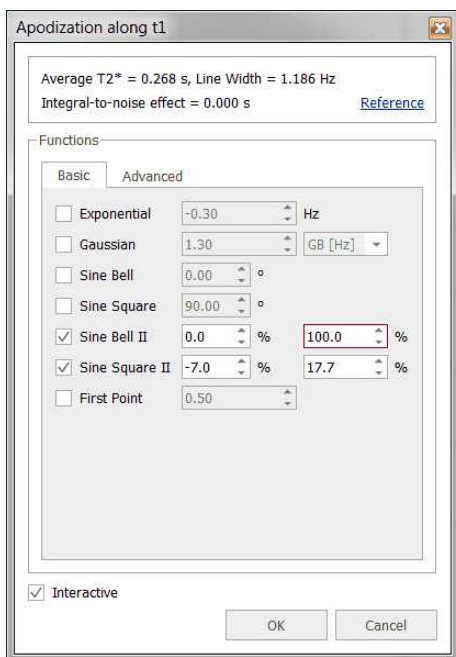 Apodization along t1
Average T2* = 0.268 s, Line Width = 1.186 Hz
Integral-to-noise effect = 0.000 s Reference
Functions
Basic Advanced
Exponential -0.30 Hz
Gaussian 1.30 GB [Hz]
Sine Bell 0.00 °
Sine Square 90.00 °
Sine Bell II 0.0 % 100.0 %
Sine Square II -7.0 % 17.7 %
First Point 0.50
Interactive
OK Cancel